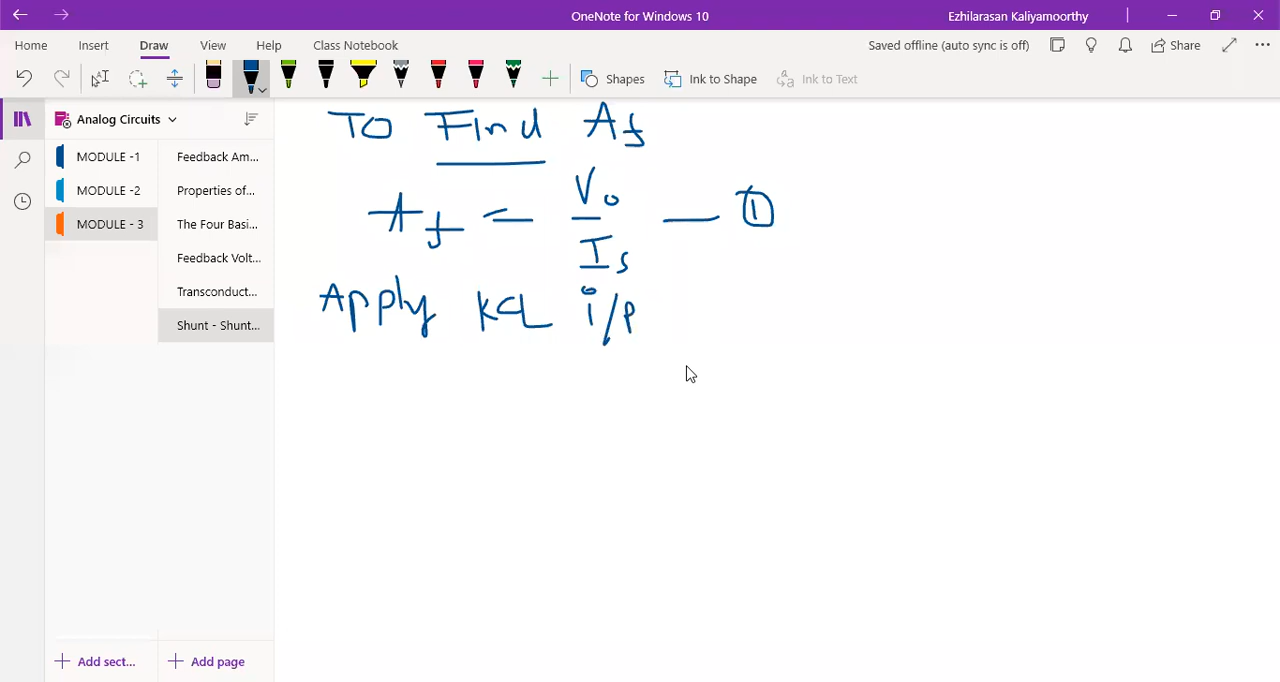 OneNote for Windows 10
Ezhilarasan Kaliyamoorthy
Home Insert Draw View Help Class Notebook
Saved offline (auto sync is off) Share
Shapes Ink to Shape Ink to Text
Analog Circuits
MODULE -1
MODULE -2
MODULE - 3
Feedback Am...
Properties of...
The Four Basi...
Feedback Volt...
Transconduct...
Shunt - Shunt...
To Find Af
Af = Vo/Is — ①
Apply KCL i/p
Add sect... Add page